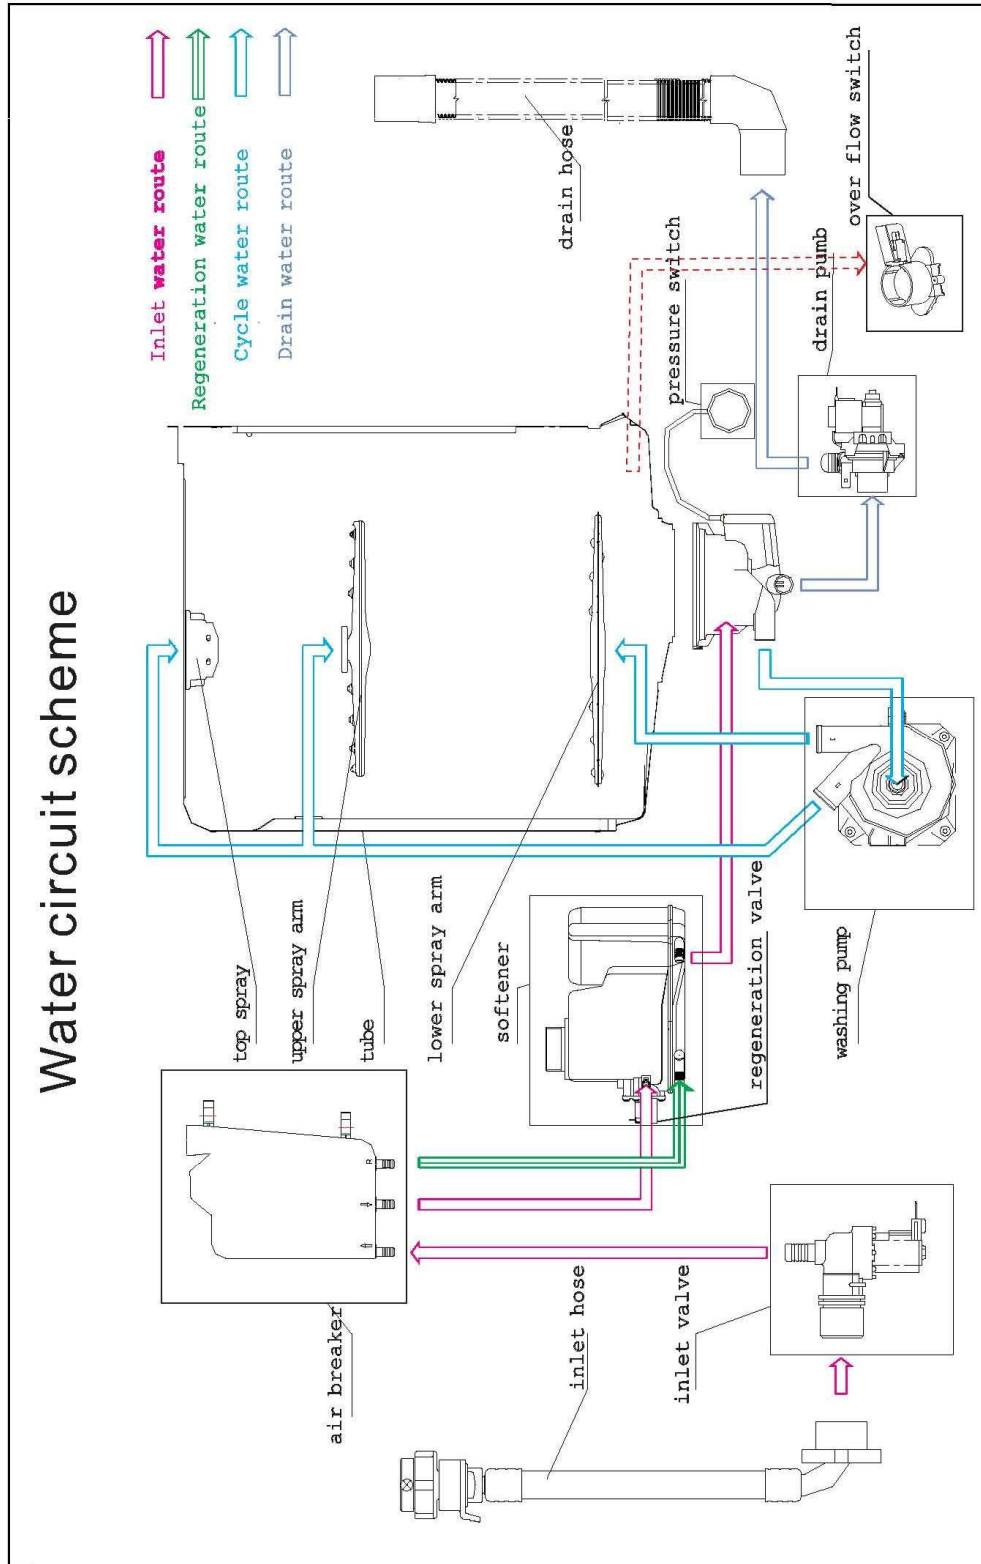 Water circuit scheme
Inlet water route
Regeneration water route
Cycle water route
Drain water route
top spray
upper spray arm
tube
lower spray arm
softener
regeneration valve
washing pump
air breaker
inlet hose
inlet valve
drain hose
pressure switch
drain pumb
over flow switch
R